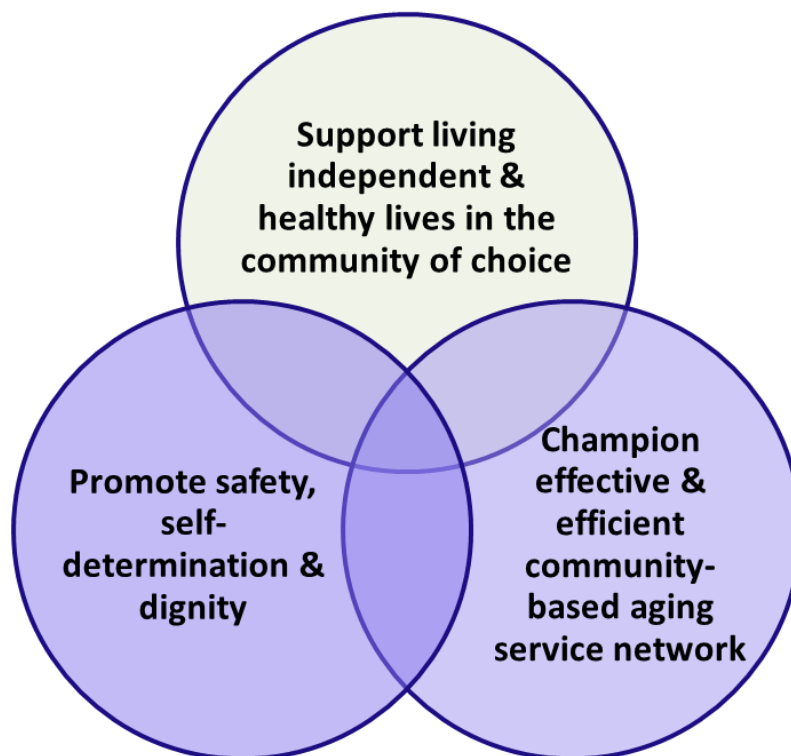 Support living
independent &
healthy lives in the
community of choice
Promote safety,
self-
determination &
dignity
Champion
effective &
efficient
community-
based aging
service network